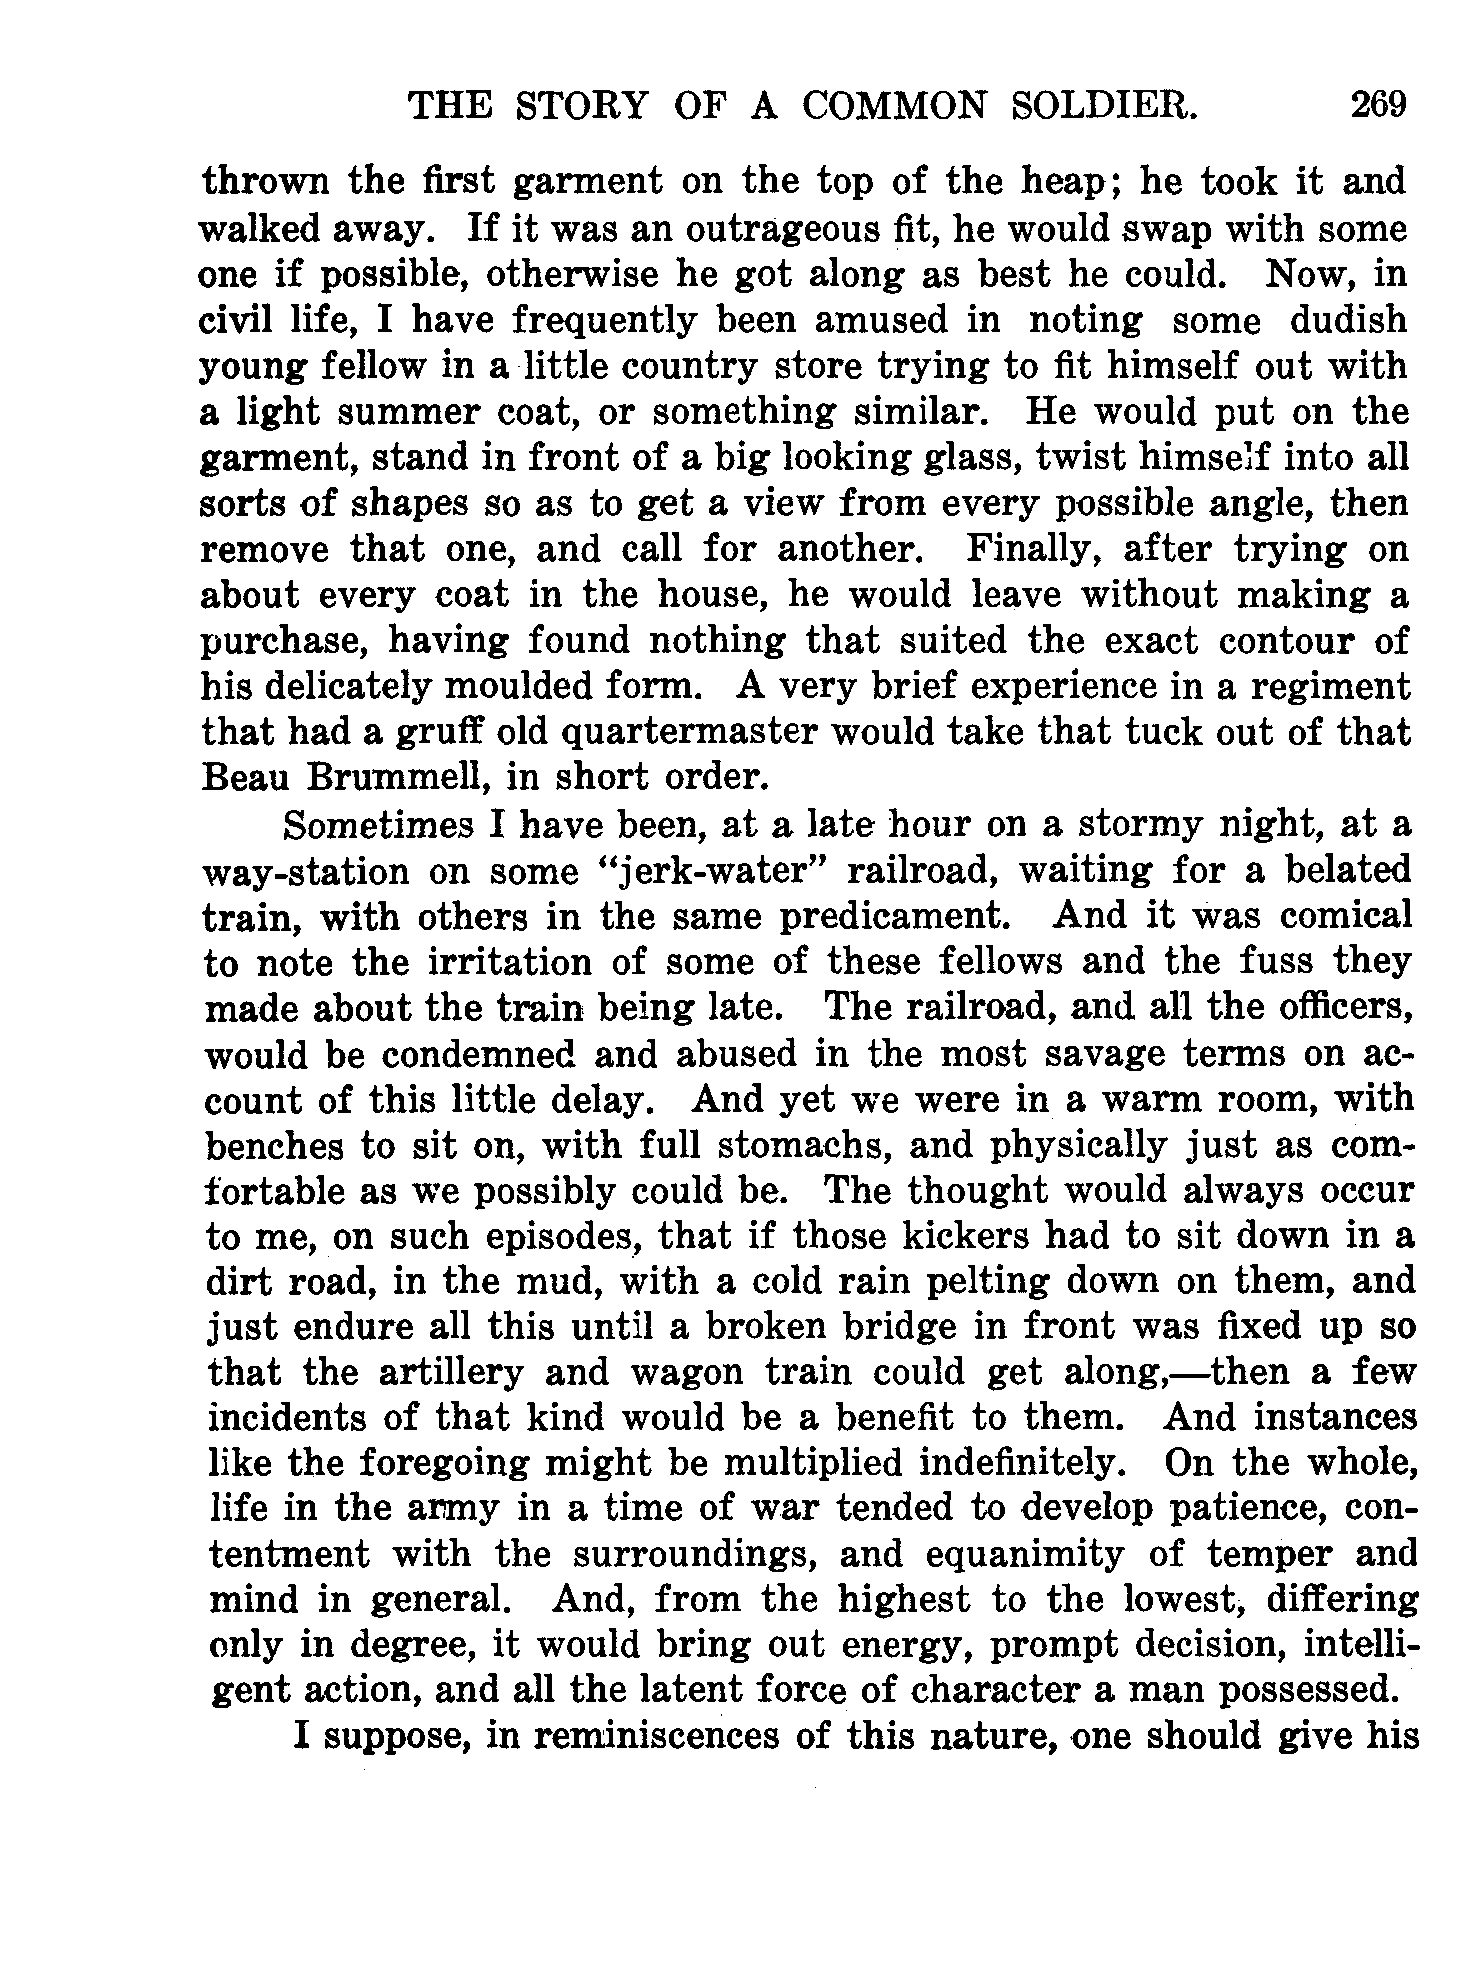 THE STORY OF A COMMON SOLDIER. 269
thrown the first garment on the top of the heap; he took it and
walked away. If it was an outrageous fit, he would swap with some
one if possible, otherwise he got along as best he could. Now, in
civil life, I have frequently been amused in noting some dudish
young fellow in a little country store trying to fit himself out with
a light summer coat, or something similar. He would put on the
garment, stand in front of a big looking glass, twist himself into all
sorts of shapes so as to get a view from every possible angle, then
remove that one, and call for another. Finally, after trying on
about every coat in the house, he would leave without making a
purchase, having found nothing that suited the exact contour of
his delicately moulded form. A very brief experience in a regiment
that had a gruff old quartermaster would take that tuck out of that
Beau Brummell, in short order.
Sometimes I have been, at a late hour on a stormy night, at a
way-station on some “jerk-water” railroad, waiting for a belated
train, with others in the same predicament. And it was comical
to note the irritation of some of these fellows and the fuss they
made about the train being late. The railroad, and all the officers,
would be condemned and abused in the most savage terms on ac-
count of this little delay. And yet we were in a warm room, with
benches to sit on, with full stomachs, and physically just as com-
fortable as we possibly could be. The thought would always occur
to me, on such episodes, that if those kickers had to sit down in a
dirt road, in the mud, with a cold rain pelting down on them, and
just endure all this until a broken bridge in front was fixed up so
that the artillery and wagon train could get along,—then a few
incidents of that kind would be a benefit to them. And instances
like the foregoing might be multiplied indefinitely. On the whole,
life in the army in a time of war tended to develop patience, con-
tentment with the surroundings, and equanimity of temper and
mind in general. And, from the highest to the lowest, differing
only in degree, it would bring out energy, prompt decision, intelli-
gent action, and all the latent force of character a man possessed.
I suppose, in reminiscences of this nature, one should give his